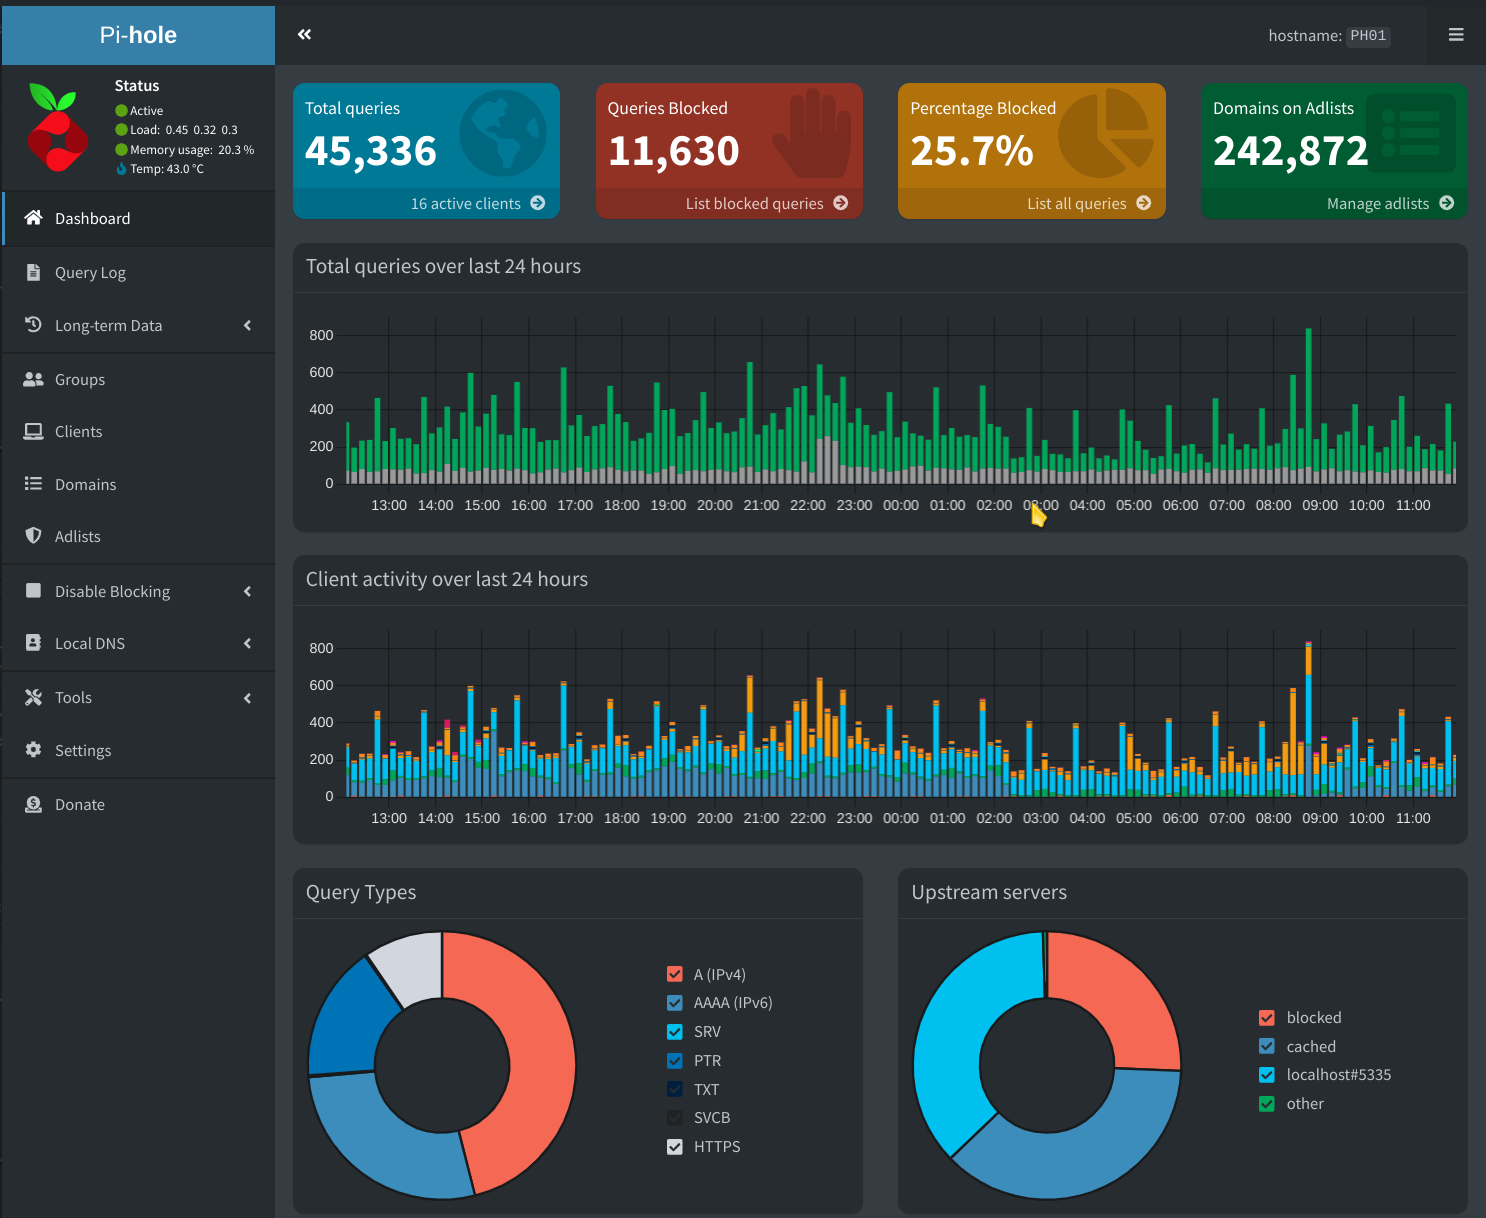 Pi-hole
hostname: PH01
Status
Active
Load: 0.45 0.32 0.3
Memory usage: 20.3 %
Temp: 43.0 °C
Dashboard
Query Log
Long-term Data
Groups
Clients
Domains
Adlists
Disable Blocking
Local DNS
Tools
Settings
Donate
Total queries
45,336
16 active clients
Queries Blocked
11,630
List blocked queries
Percentage Blocked
25.7%
List all queries
Domains on Adlists
242,872
Manage adlists
Total queries over last 24 hours
800
600
400
200
0
13:00 14:00 15:00 16:00 17:00 18:00 19:00 20:00 21:00 22:00 23:00 00:00 01:00 02:00 03:00 04:00 05:00 06:00 07:00 08:00 09:00 10:00 11:00
Client activity over last 24 hours
800
600
400
200
0
13:00 14:00 15:00 16:00 17:00 18:00 19:00 20:00 21:00 22:00 23:00 00:00 01:00 02:00 03:00 04:00 05:00 06:00 07:00 08:00 09:00 10:00 11:00
Query Types
A (IPv4)
AAAA (IPv6)
SRV
PTR
TXT
SVCB
HTTPS
Upstream servers
blocked
cached
localhost#5335
other